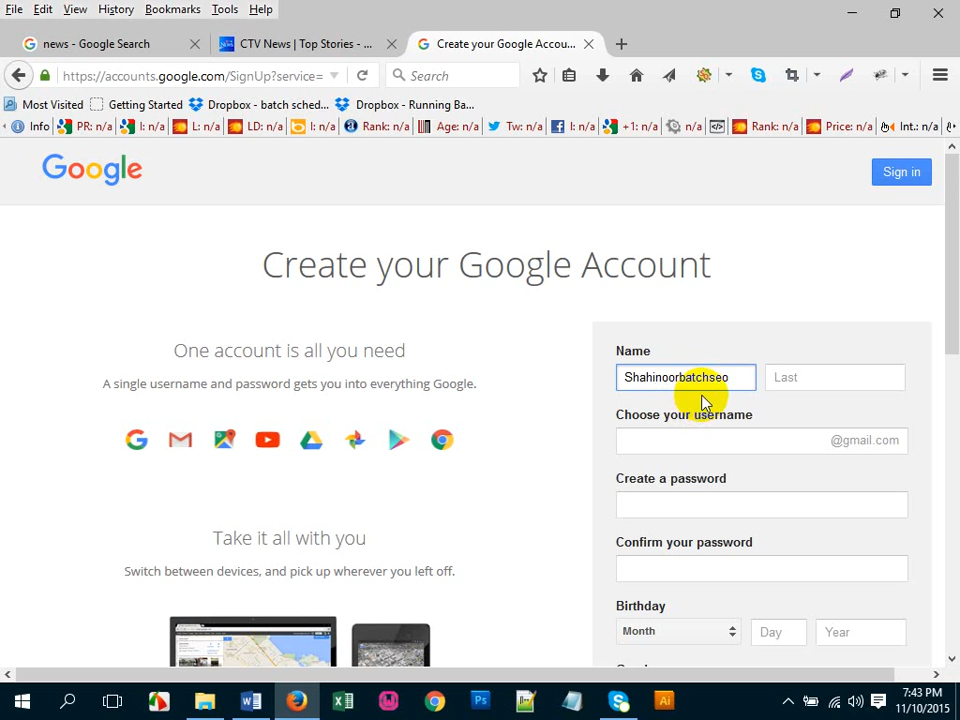 File Edit View History Bookmarks Tools Help
news - Google Search
CTV News | Top Stories - ...
Create your Google Accou...
https://accounts.google.com/SignUp?service=
Search
Most Visited
Getting Started
Dropbox - batch sched...
Dropbox - Running Ba...
Info PR: n/a I: n/a L: n/a LD: n/a I: n/a Rank: n/a Age: n/a Tw: n/a I: n/a +1: n/a n/a Rank: n/a Price: n/a Int.: n/a
Google
Sign in
Create your Google Account
One account is all you need
A single username and password gets you into everything Google.
Take it all with you
Switch between devices, and pick up wherever you left off.
Name
Shahinoorbatchseo Last
Choose your username
@gmail.com
Create a password
Confirm your password
Birthday
Month Day Year
7:43 PM
11/10/2015